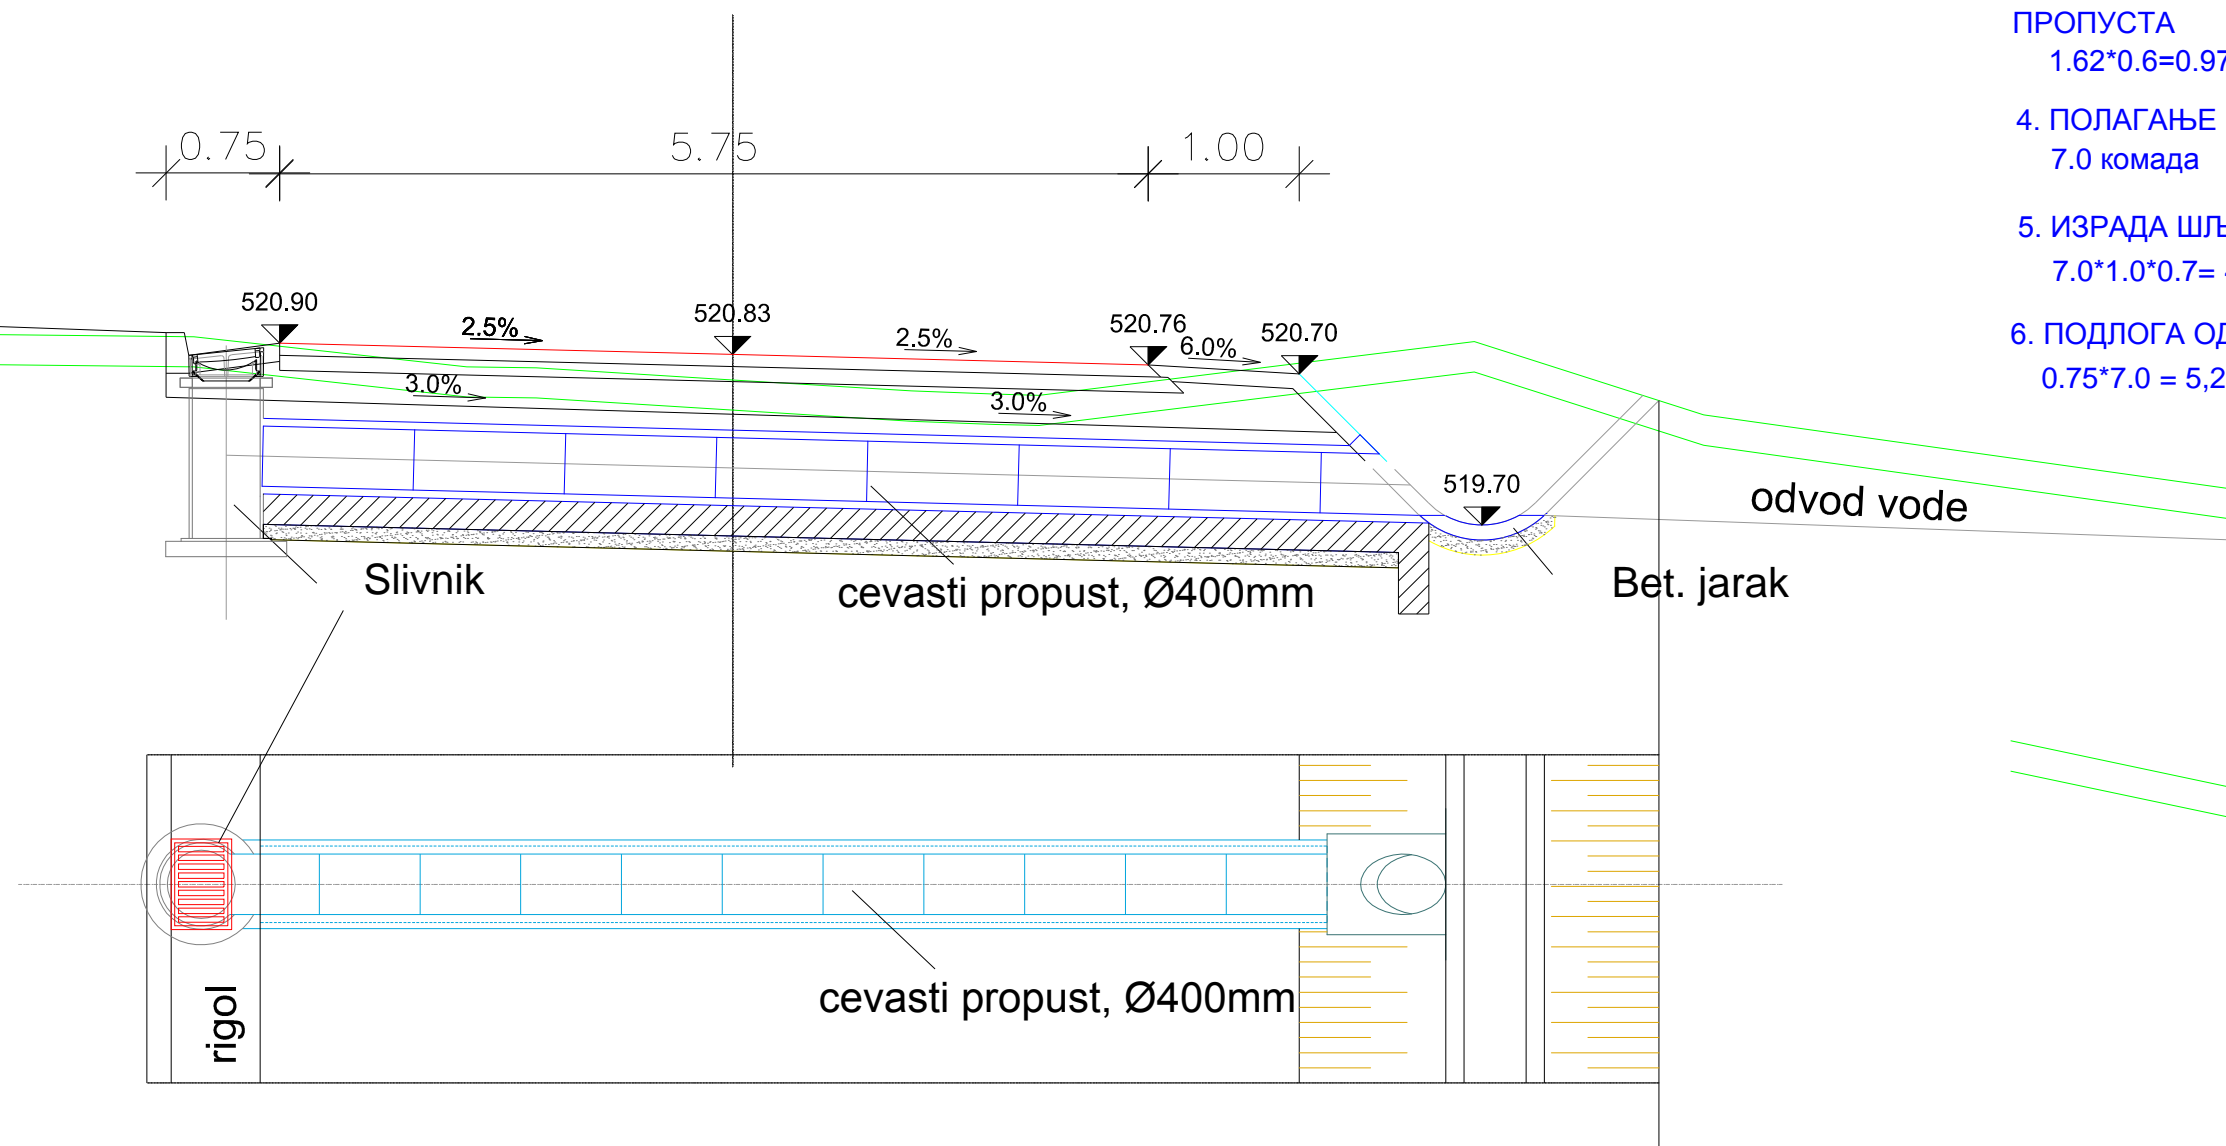 ПРОПУСТА
1.62*0.6=0.97
4. ПОЛАГАЊЕ
7.0 комада
5. ИЗРАДА
7.0*1.0*0.7=
6. ПОДЛОГА
0.75*7.0 = 5,2
0.75
5.75
1.00
520.90
2.5%
520.83
2.5%
520.76
6.0%
520.70
3.0%
3.0%
519.70
odvod vode
Slivnik
cevasti propust, Ø400mm
Bet. jarak
cevasti propust, Ø400mm
rigol